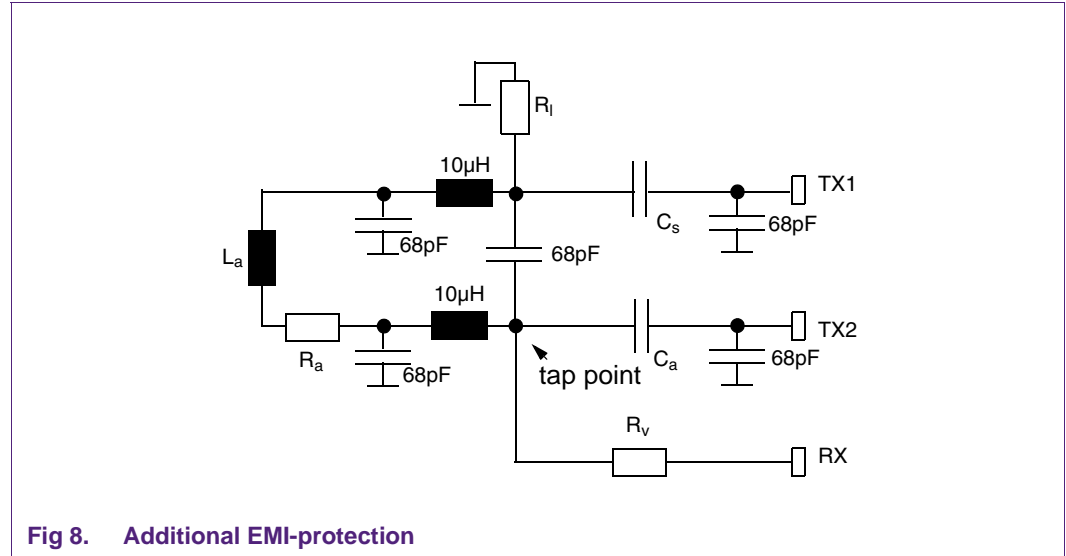 R_l
10µH
TX1
C_s
68pF
68pF
68pF
L_a
10µH
TX2
R_a
68pF
C_a
68pF
tap point
R_v
RX
Fig 8. Additional EMI-protection